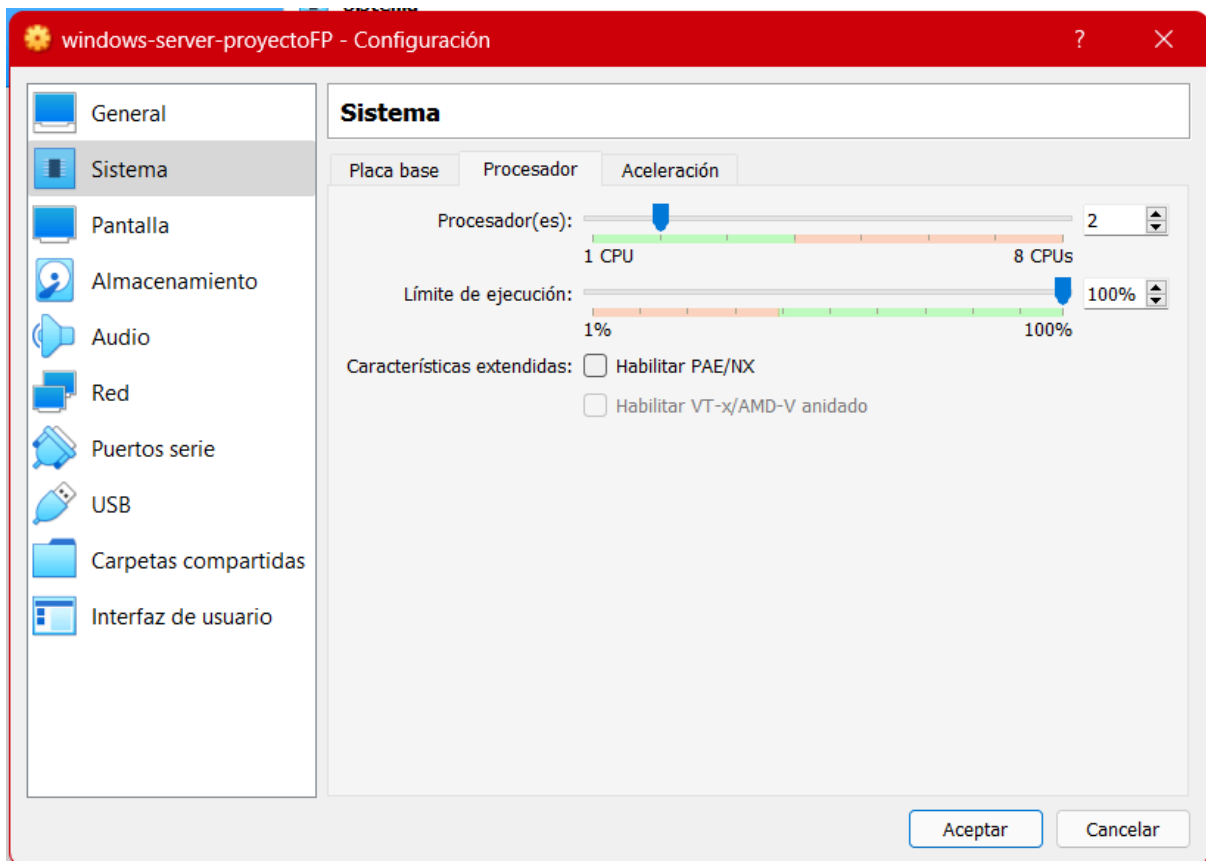 Sistema
windows-server-proyectoFP - Configuración ?
General
Sistema
Pantalla
Almacenamiento
Audio
Red
Puertos serie
USB
Carpetas compartidas
Interfaz de usuario
Sistema
Placa base Procesador Aceleración
Procesador(es): 2
1 CPU 8 CPUs
Límite de ejecución: 100%
1% 100%
Características extendidas: Habilitar PAE/NX
Habilitar VT-x/AMD-V anidado
Aceptar Cancelar